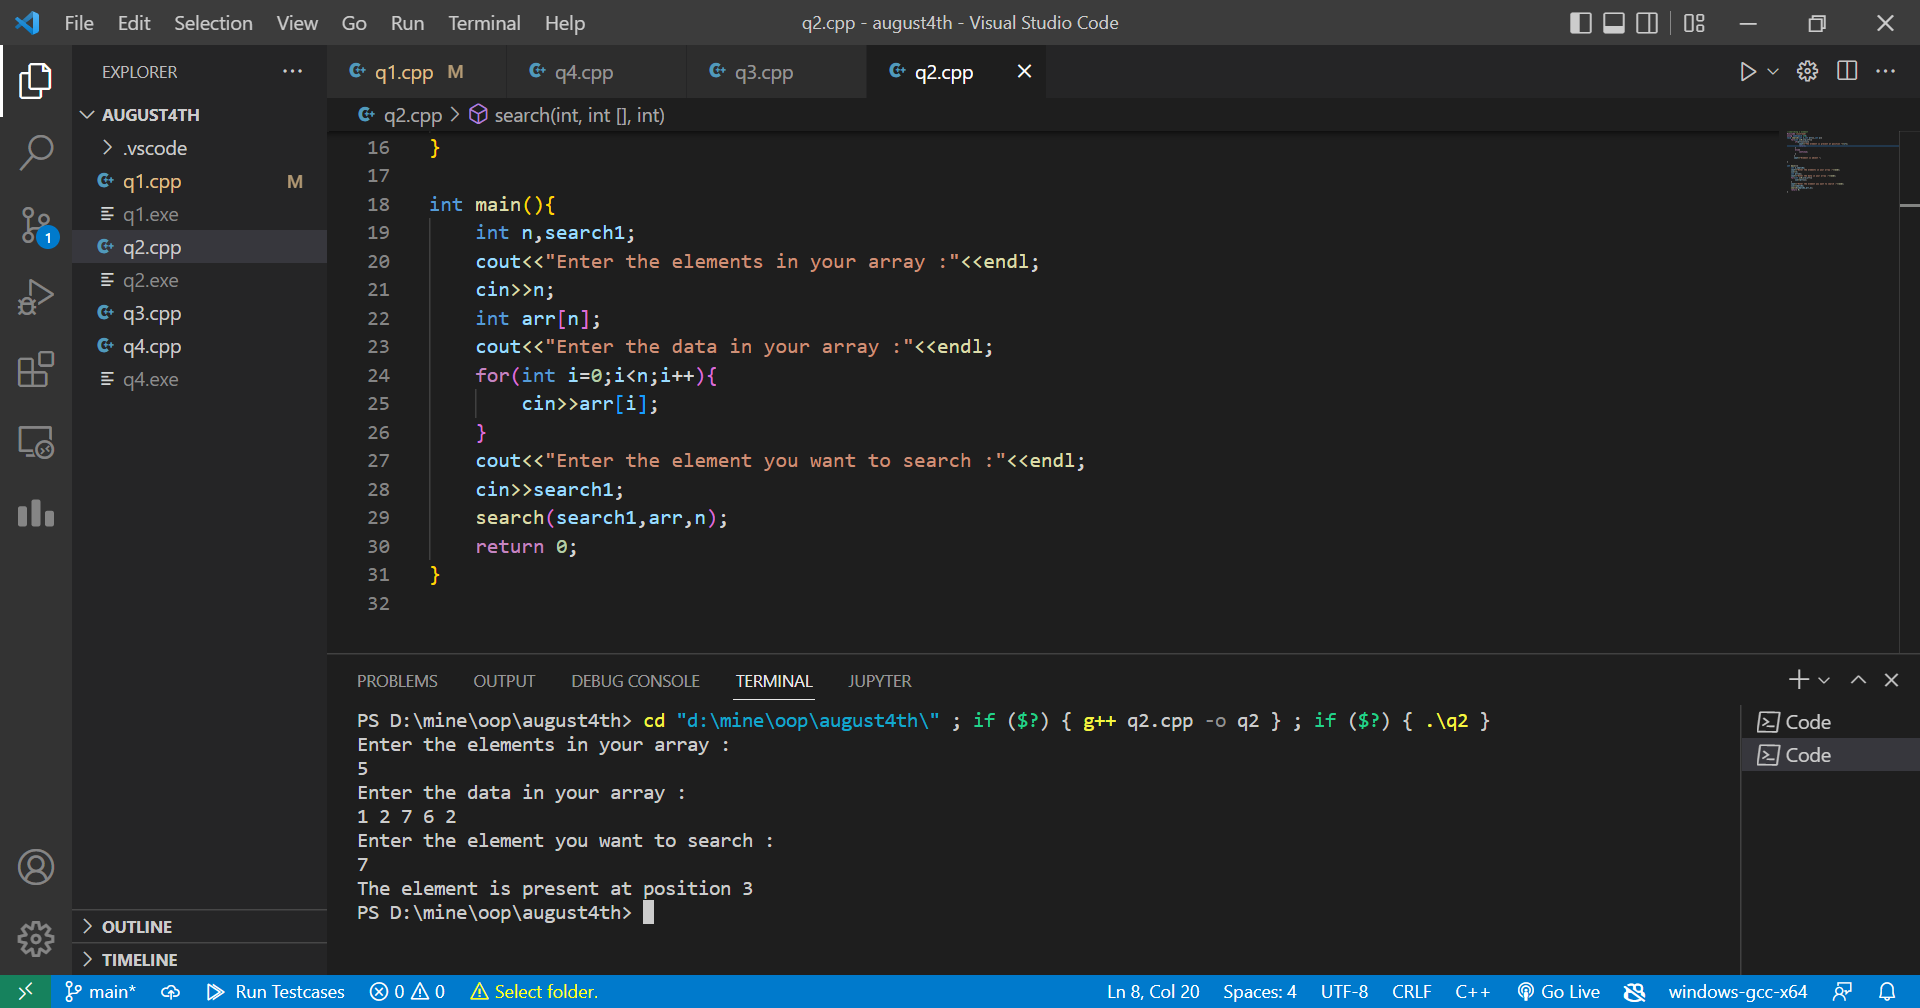 File Edit Selection View Go Run Terminal Help
q2.cpp - august4th - Visual Studio Code
EXPLORER
AUGUST4TH
.vscode
q1.cpp M
q1.exe
q2.cpp
q2.exe
q3.cpp
q4.cpp
q4.exe
OUTLINE
TIMELINE
1
q1.cpp M q4.cpp q3.cpp q2.cpp
q2.cpp > search(int, int [], int)
16 }
17
18 int main(){
19 int n,search1;
20 cout<<"Enter the elements in your array :"<<endl;
21 cin>>n;
22 int arr[n];
23 cout<<"Enter the data in your array :"<<endl;
24 for(int i=0;i<n;i++){
25 cin>>arr[i];
26 }
27 cout<<"Enter the element you want to search :"<<endl;
28 cin>>search1;
29 search(search1,arr,n);
30 return 0;
31 }
32
PROBLEMS OUTPUT DEBUG CONSOLE TERMINAL JUPYTER
PS D:\mine\oop\august4th> cd "d:\mine\oop\august4th\" ; if ($?) { g++ q2.cpp -o q2 } ; if ($?) { .\q2 }
Enter the elements in your array :
5
Enter the data in your array :
1 2 7 6 2
Enter the element you want to search :
7
The element is present at position 3
PS D:\mine\oop\august4th>
Code
Code
main* Run Testcases 0 0 Select folder. Ln 8, Col 20 Spaces: 4 UTF-8 CRLF C++ Go Live windows-gcc-x64